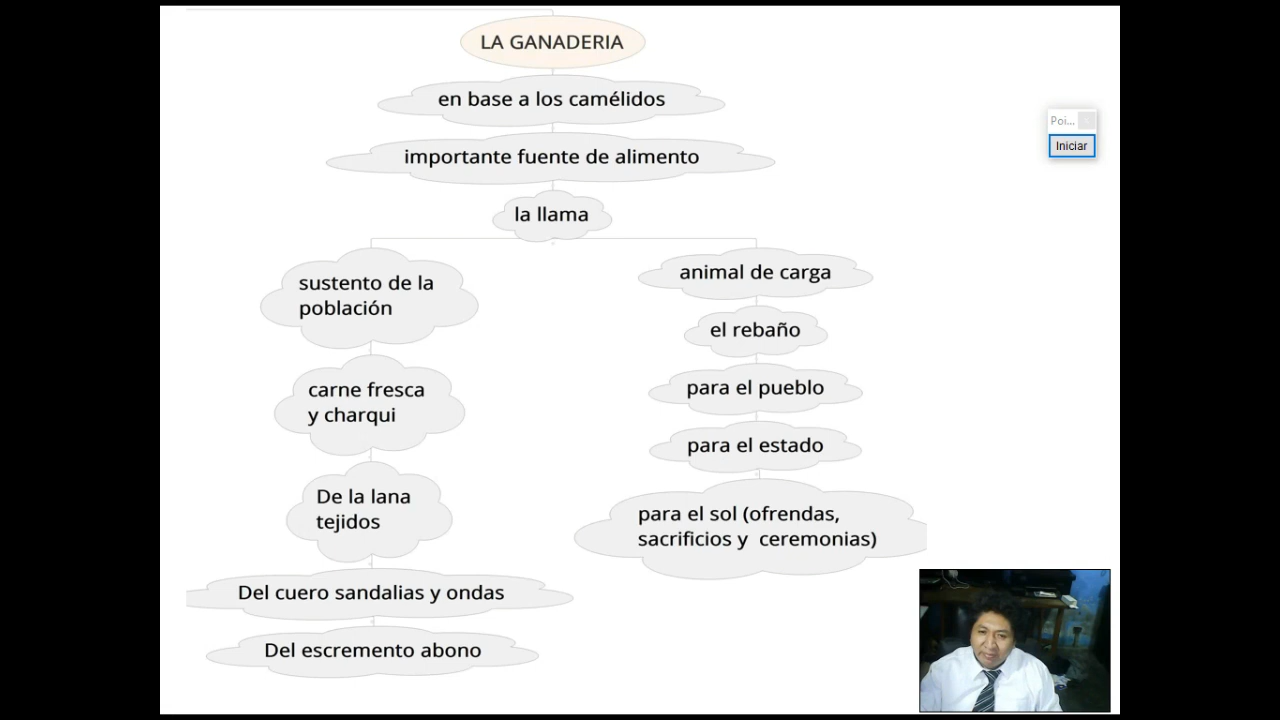 LA GANADERIA
en base a los camélidos
importante fuente de alimento
la llama
sustento de la
población
carne fresca
y charqui
De la lana
tejidos
Del cuero sandalias y ondas
Del escremento abono
animal de carga
el rebaño
para el pueblo
para el estado
para el sol (ofrendas,
sacrificios y  ceremonias)
Poi...
Iniciar